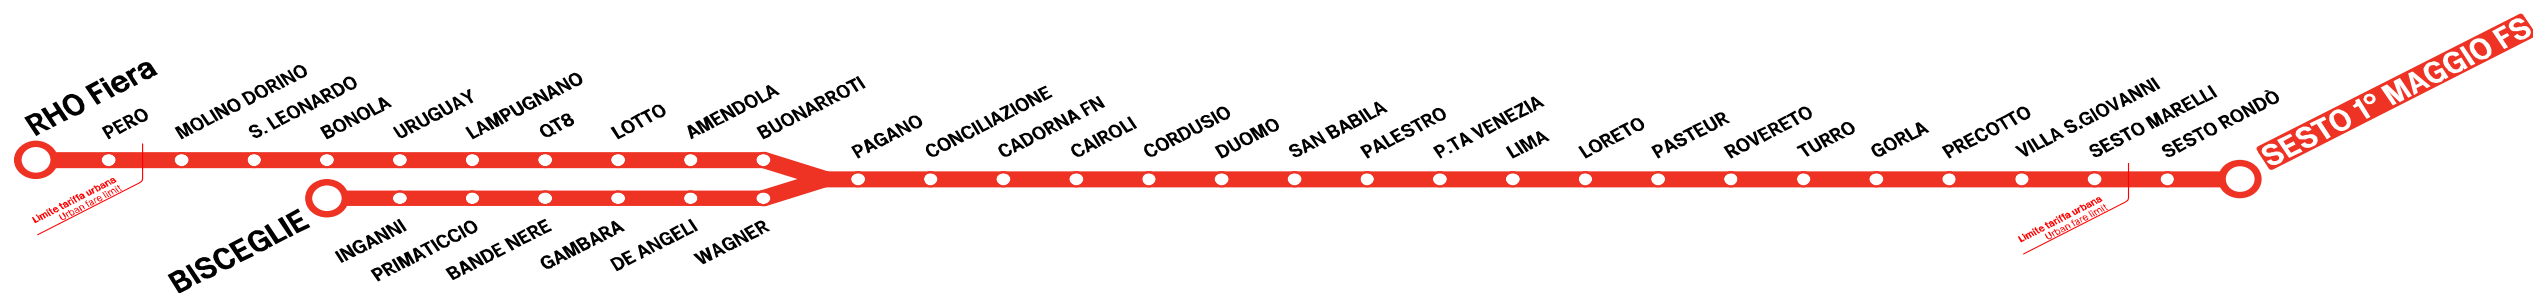 RHO Fiera
PERO
MOLINO DORINO
S. LEONARDO
BONOLA
URUGUAY
LAMPUGNANO
QT8
LOTTO
AMENDOLA
BUONARROTI
PAGANO
CONCILIAZIONE
CADORNA FN
CAIROLI
CORDUSIO
DUOMO
SAN BABILA
PALESTRO
P.TA VENEZIA
LIMA
LORETO
PASTEUR
ROVERETO
TURRO
GORLA
PRECOTTO
VILLA S.GIOVANNI
SESTO MARELLI
SESTO RONDÒ
SESTO 1° MAGGIO FS
Limite tariffa urbana
Urban fare limit
BISCEGLIE
INGANNI
PRIMATICCIO
BANDE NERE
GAMBARA
DE ANGELI
WAGNER
Limite tariffa urbana
Urban fare limit